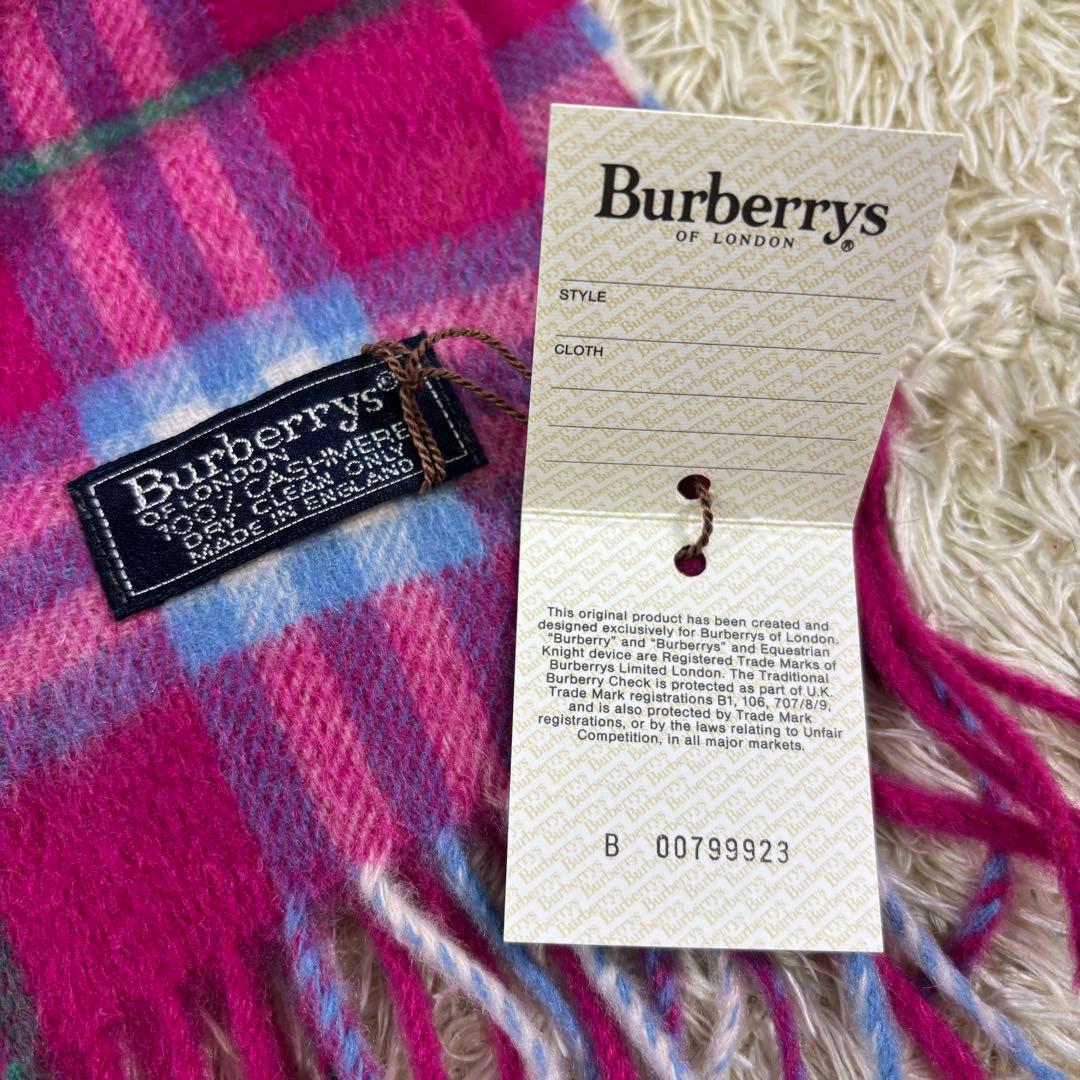 Burberrys®
OF LONDON
100% CASHMERE
DRY CLEAN ONLY
MADE IN ENGLAND
Burberrys®
OF LONDON
STYLE
CLOTH
This original product has been created and
designed exclusively for Burberrys of London.
"Burberry" and "Burberrys" and Equestrian
Knight device are Registered Trade Marks of
Burberrys Limited London. The Traditional
Burberry Check is protected as part of U.K.
Trade Mark registrations B1, 106, 707/8/9,
and is also protected by Trade Mark
registrations, or by the laws relating to Unfair
Competition, in all major markets.
B 00799923